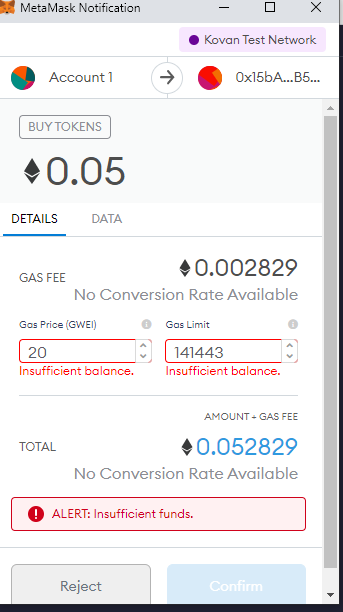 MetaMask Notification
Kovan Test Network
Account 1
0x15bA...B5...
BUY TOKENS
0.05
DETAILS DATA
GAS FEE
0.002829
No Conversion Rate Available
Gas Price (GWEI) Gas Limit
20 141443
Insufficient balance. Insufficient balance.
AMOUNT + GAS FEE
TOTAL
0.052829
No Conversion Rate Available
ALERT: Insufficient funds.
Reject Confirm